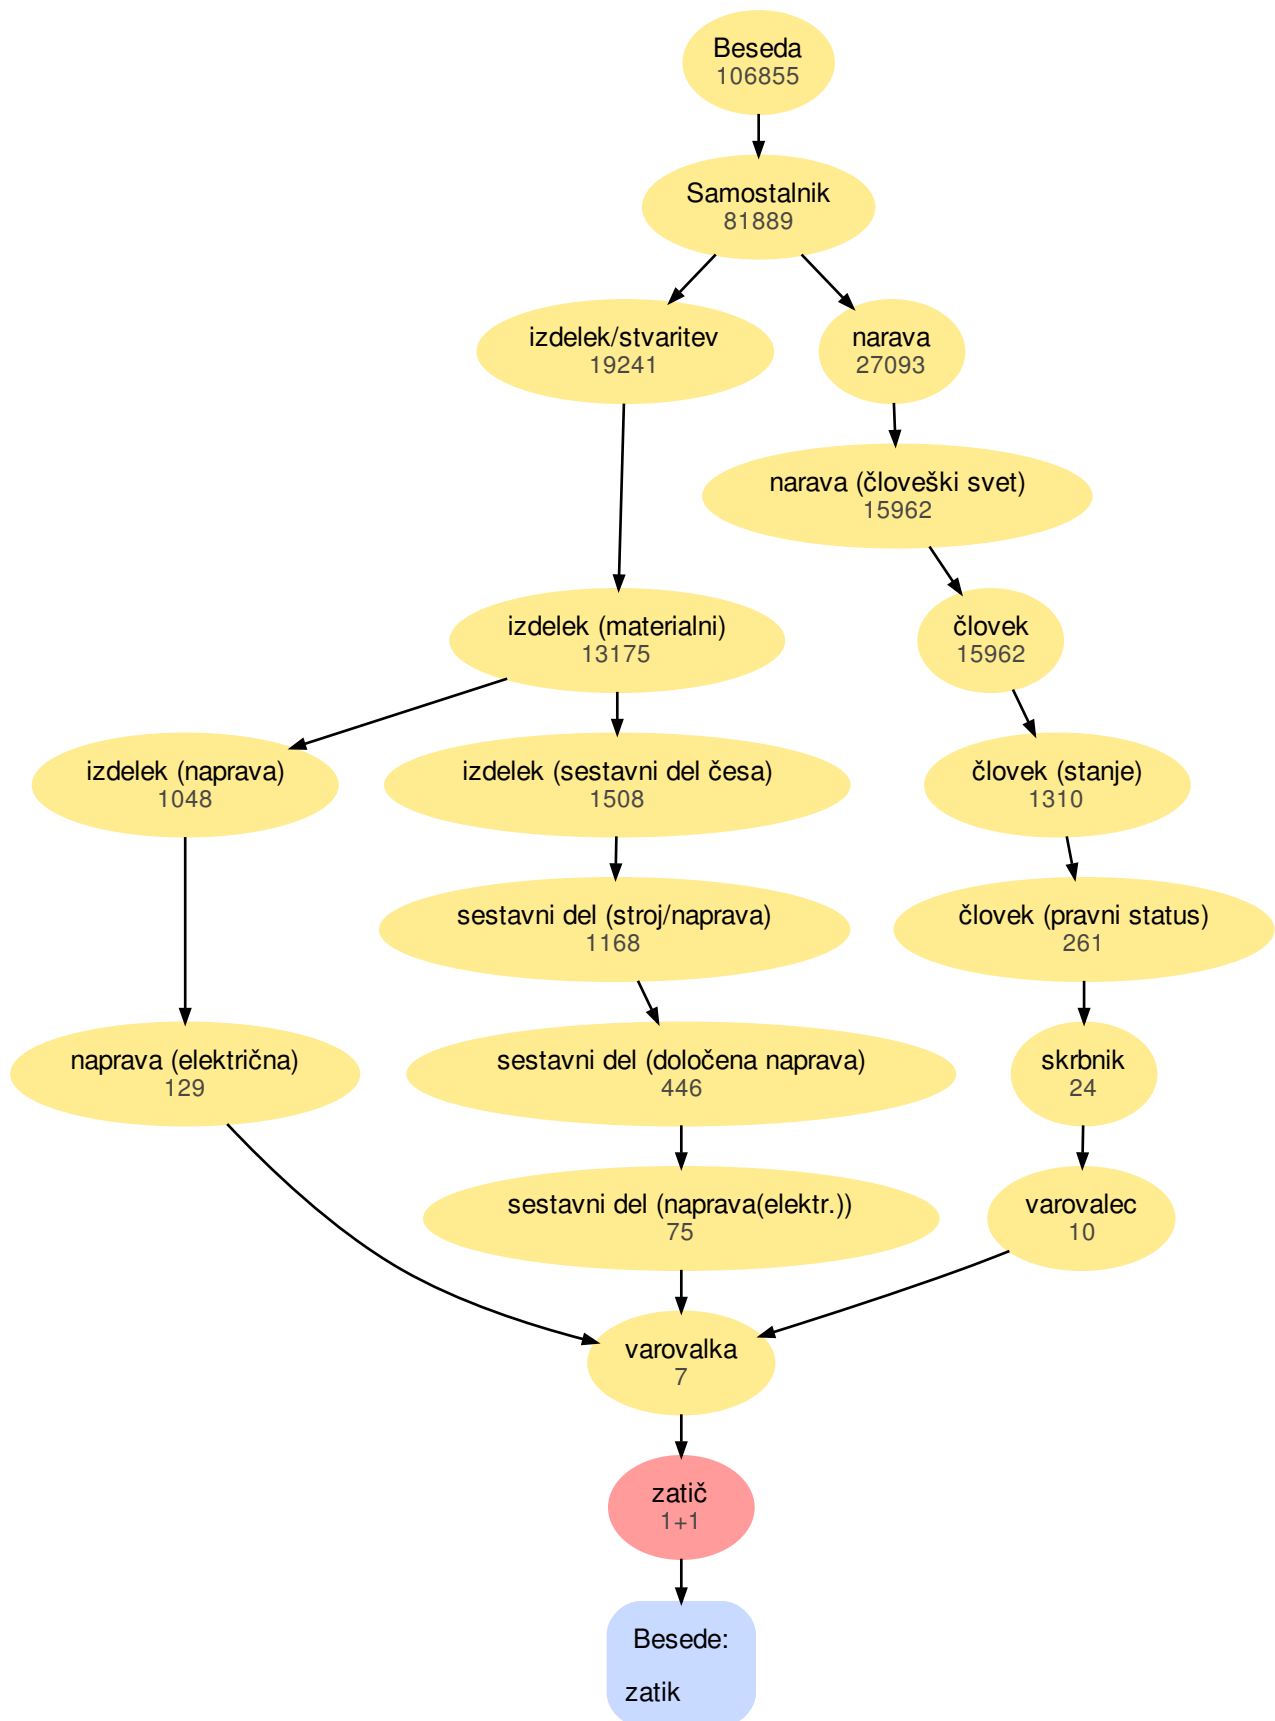 Beseda
106855
Samostalnik
81889
izdelek/stvaritev
19241
narava
27093
narava (človeški svet)
15962
izdelek (materialni)
13175
človek
15962
izdelek (naprava)
1048
izdelek (sestavni del česa)
1508
človek (stanje)
1310
sestavni del (stroj/naprava)
1168
človek (pravni status)
261
naprava (električna)
129
sestavni del (določena naprava)
446
skrbnik
24
sestavni del (naprava(elektr.))
75
varovalec
10
varovalka
7
zatič
1+1
Besede:
zatik